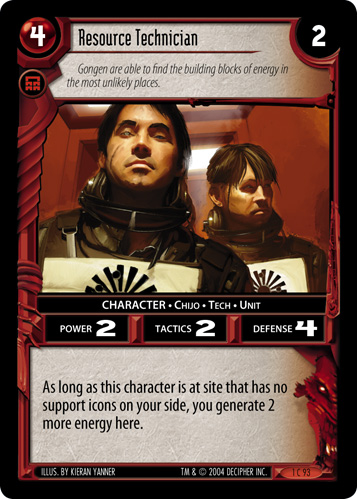 4 Resource Technician 2
Gongen are able to find the building blocks of energy in
the most unlikely places.
CHARACTER • CHIJO • TECH • UNIT
POWER 2 TACTICS 2 DEFENSE 4
As long as this character is at site that has no
support icons on your side, you generate 2
more energy here.
ILLUS. BY KIERAN YANNER TM & © 2004 DECIPHER INC. 1 C 93